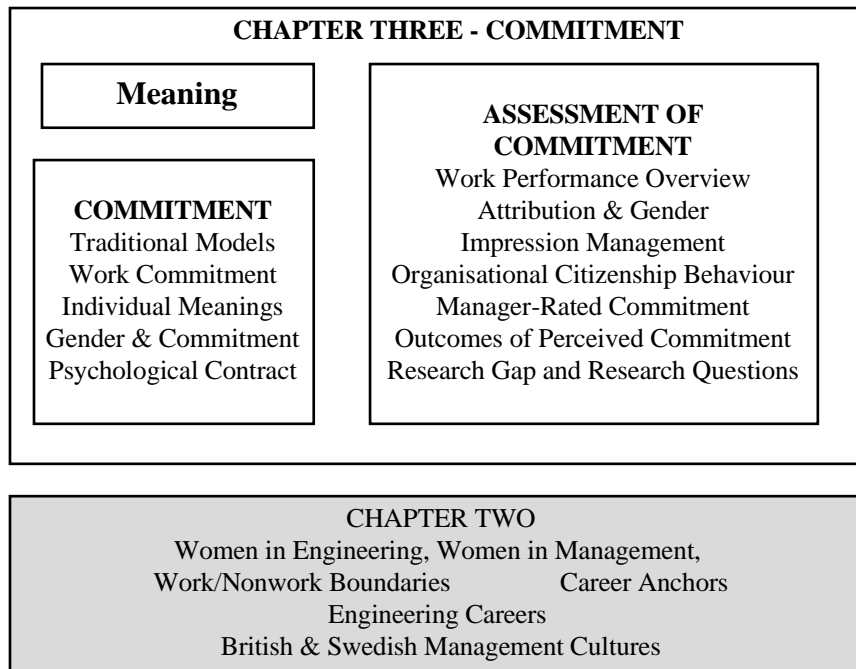 CHAPTER THREE - COMMITMENT
Meaning
COMMITMENT
Traditional Models
Work Commitment
Individual Meanings
Gender & Commitment
Psychological Contract
ASSESSMENT OF
COMMITMENT
Work Performance Overview
Attribution & Gender
Impression Management
Organisational Citizenship Behaviour
Manager-Rated Commitment
Outcomes of Perceived Commitment
Research Gap and Research Questions
CHAPTER TWO
Women in Engineering, Women in Management,
Work/Nonwork Boundaries Career Anchors
Engineering Careers
British & Swedish Management Cultures